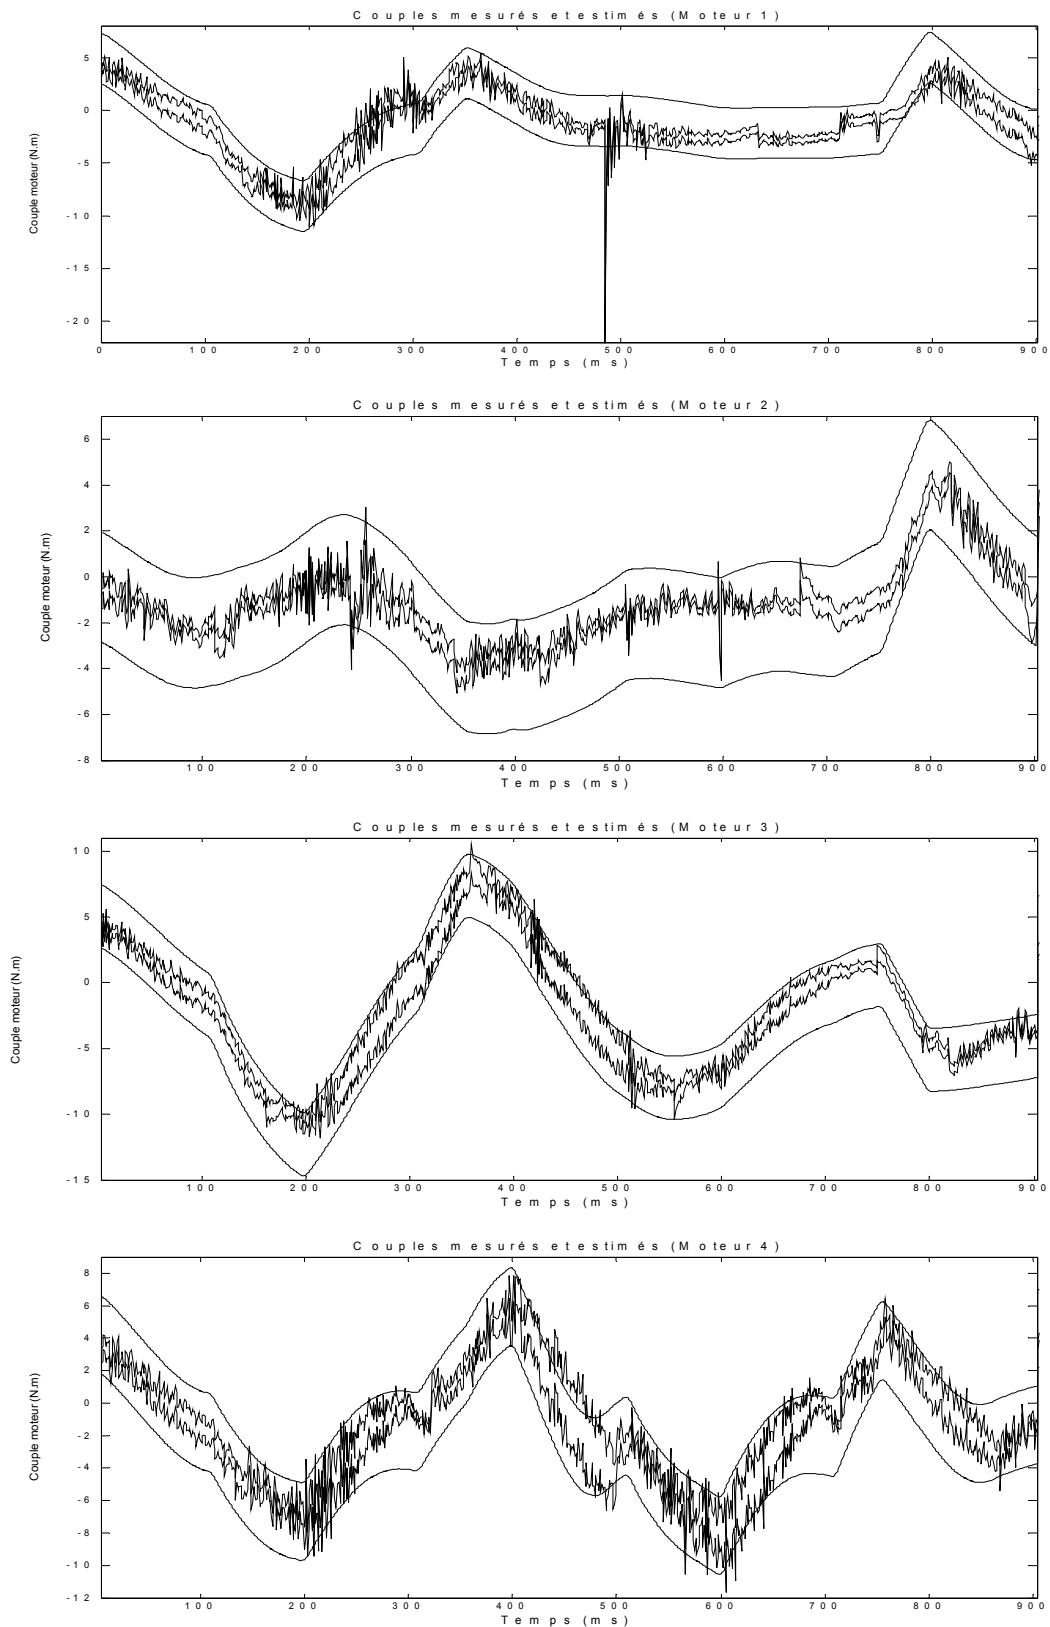 Couples mesurés et estimés (Moteur 1)
5
0
-5
-10
-15
-20
Couple moteur (N.m)
0 100 200 300 400 500 600 700 800 900
Temps (ms)
Couples mesurés et estimés (Moteur 2)
6
4
2
0
-2
-4
-6
-8
Couple moteur (N.m)
100 200 300 400 500 600 700 800 900
Temps (ms)
Couples mesurés et estimés (Moteur 3)
10
5
0
-5
-10
-15
Couple moteur (N.m)
100 200 300 400 500 600 700 800 900
Temps (ms)
Couples mesurés et estimés (Moteur 4)
8
6
4
2
0
-2
-4
-6
-8
-10
-12
Couple moteur (N.m)
100 200 300 400 500 600 700 800 900
Temps (ms)